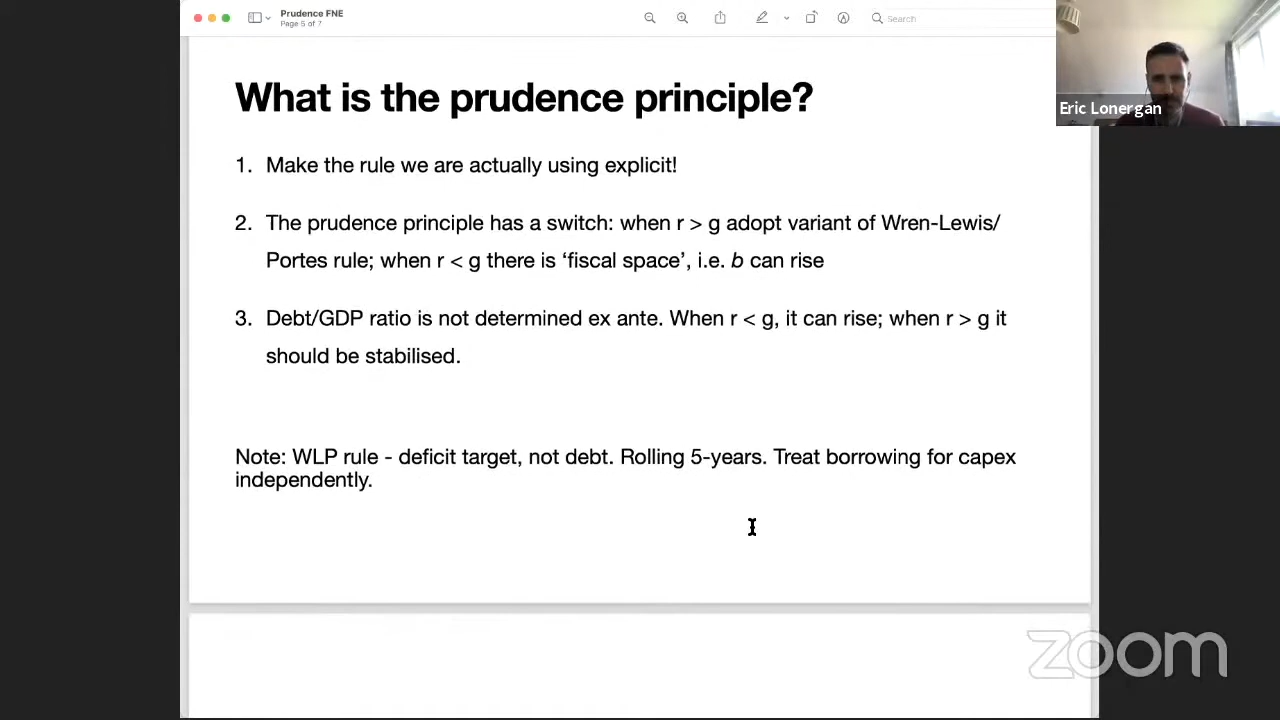 Prudence FNE
Page 5 of 7
Search
Eric Lonergan
What is the prudence principle?
1. Make the rule we are actually using explicit!
2. The prudence principle has a switch: when r > g adopt variant of Wren-Lewis/
Portes rule; when r < g there is ‘fiscal space’, i.e. b can rise
3. Debt/GDP ratio is not determined ex ante. When r < g, it can rise; when r > g it
should be stabilised.
Note: WLP rule - deficit target, not debt. Rolling 5-years. Treat borrowing for capex
independently.
zoom